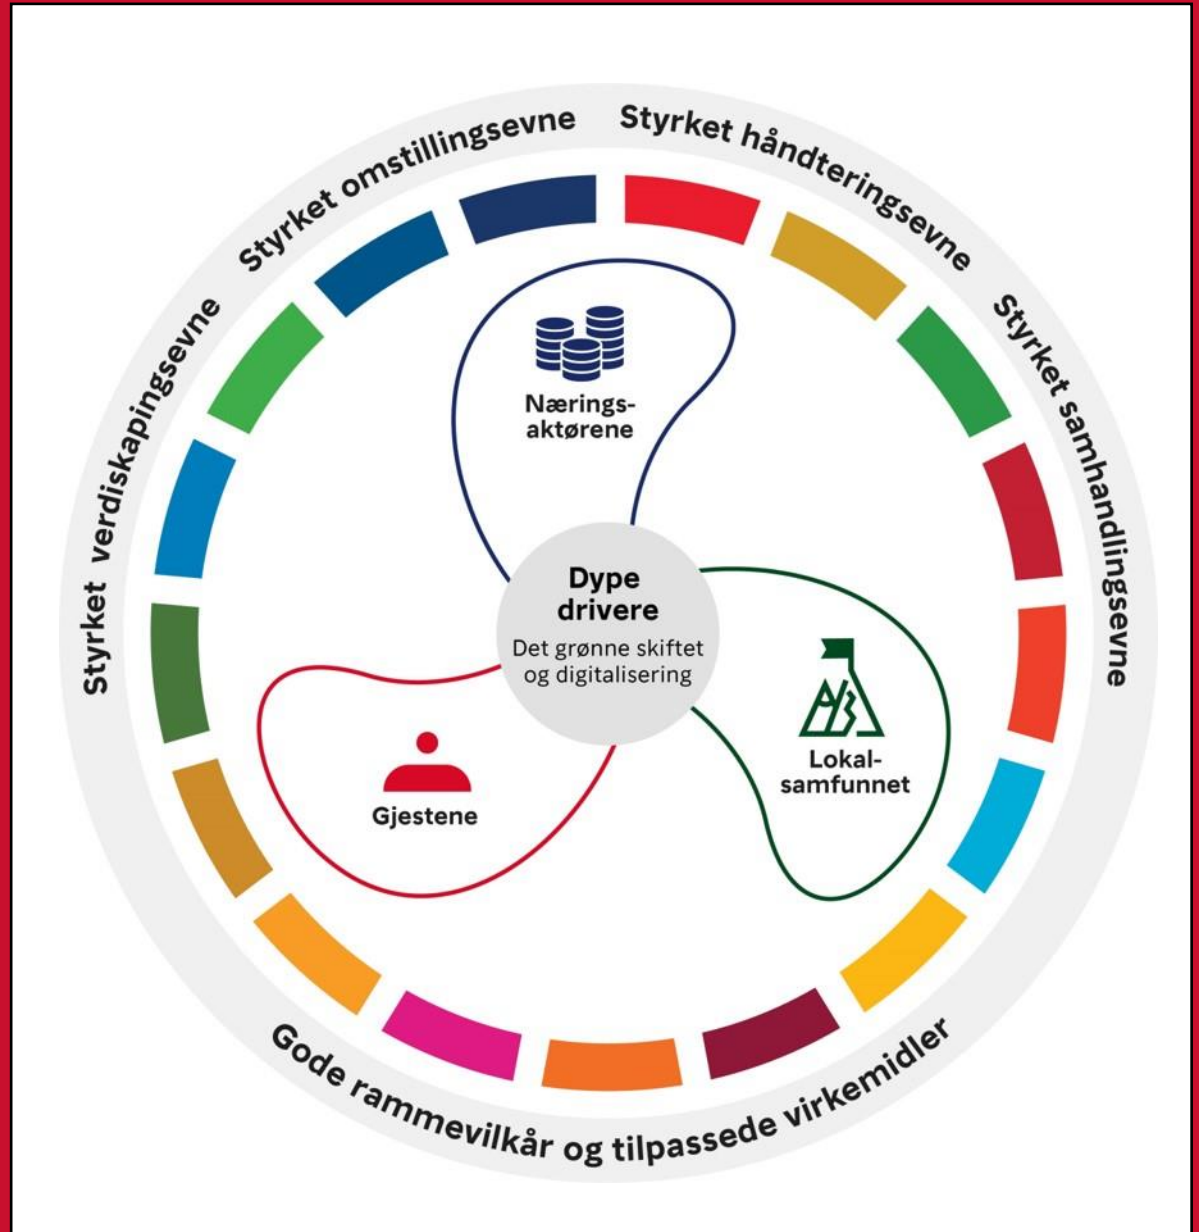 Styrket omstillingsevne
Styrket håndteringsevne
Styrket verdiskapingsevne
Styrket samhandlingsevne
Nærings-
aktørene
Dype
drivere
Det grønne skiftet
og digitalisering
Lokal-
samfunnet
Gjestene
Gode rammevilkår og tilpassede virkemidler